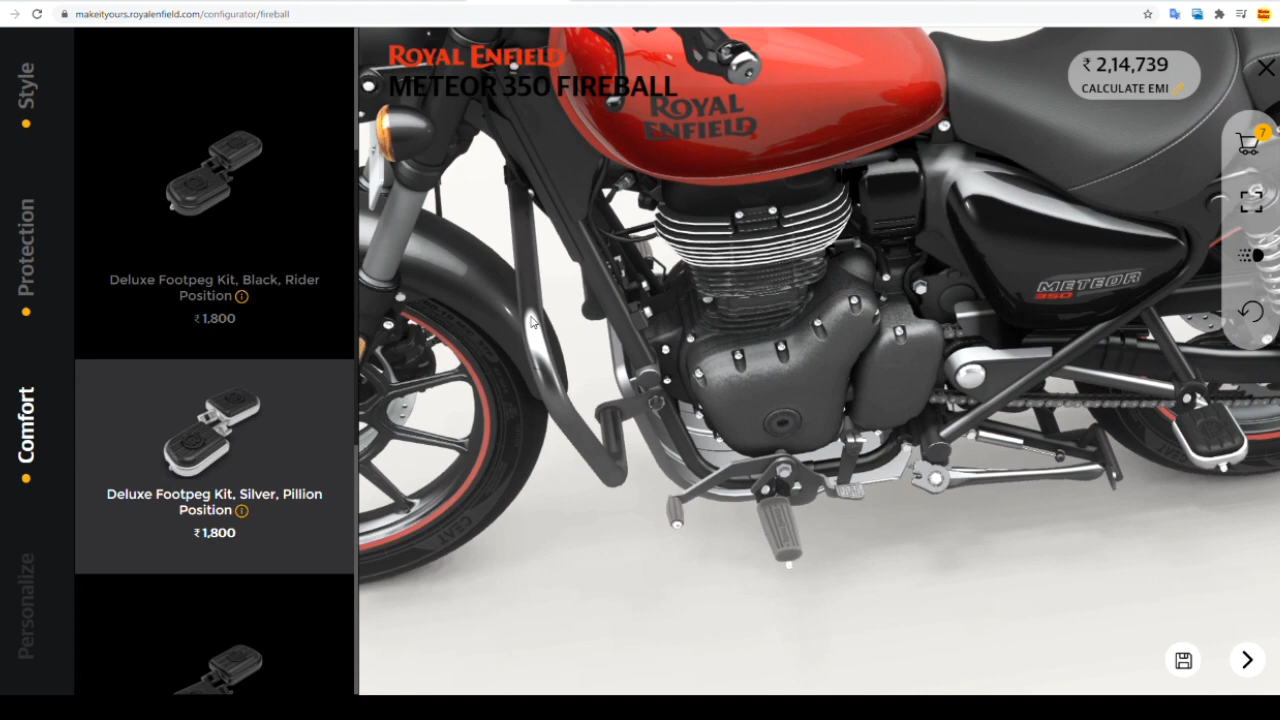 makeityours.royalenfield.com/configurator/fireball
Style
Protection
Comfort
Personalize
Deluxe Footpeg Kit, Black, Rider
Position
₹ 1,800
Deluxe Footpeg Kit, Silver, Pillion
Position
₹ 1,800
ROYAL ENFIELD
METEOR 350 FIREBALL
ROYAL
ENFIELD
METEOR
350
CEAT
₹ 2,14,739
CALCULATE EMI
7